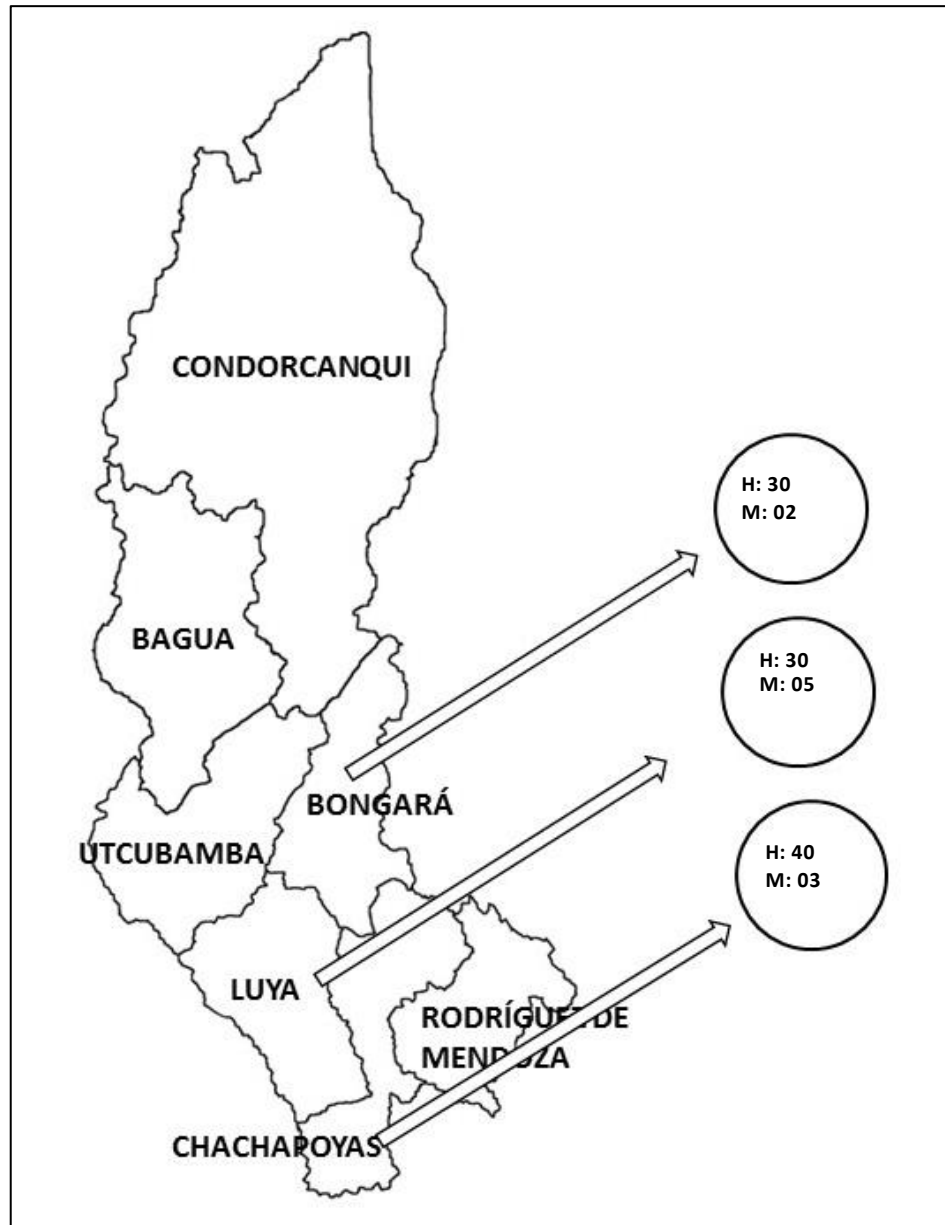 CONDORCANQUI
H: 30
M: 02
BAGUA
H: 30
M: 05
BONGARÁ
UTCUBAMBA
H: 40
M: 03
LUYA
RODRÍGUEZ DE
MENDOZA
CHACHAPOYAS